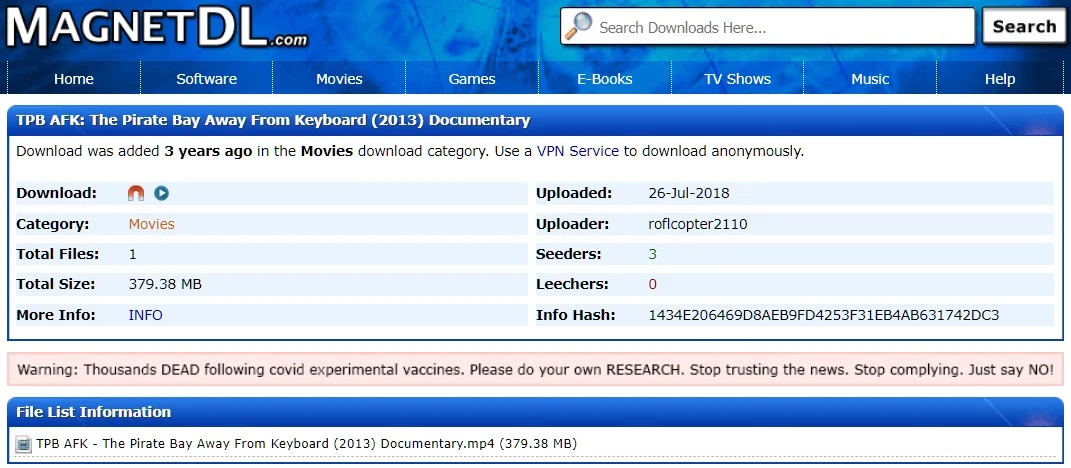 MAGNETDL.com
Search Downloads Here...
Search
Home Software Movies Games E-Books TV Shows Music Help
TPB AFK: The Pirate Bay Away From Keyboard (2013) Documentary
Download was added 3 years ago in the Movies download category. Use a VPN Service to download anonymously.
Download: Uploaded: 26-Jul-2018
Category: Movies Uploader: roflcopter2110
Total Files: 1 Seeders: 3
Total Size: 379.38 MB Leechers: 0
More Info: INFO Info Hash: 1434E206469D8AEB9FD4253F31EB4AB631742DC3
Warning: Thousands DEAD following covid experimental vaccines. Please do your own RESEARCH. Stop trusting the news. Stop complying. Just say NO!
File List Information
TPB AFK - The Pirate Bay Away From Keyboard (2013) Documentary.mp4 (379.38 MB)